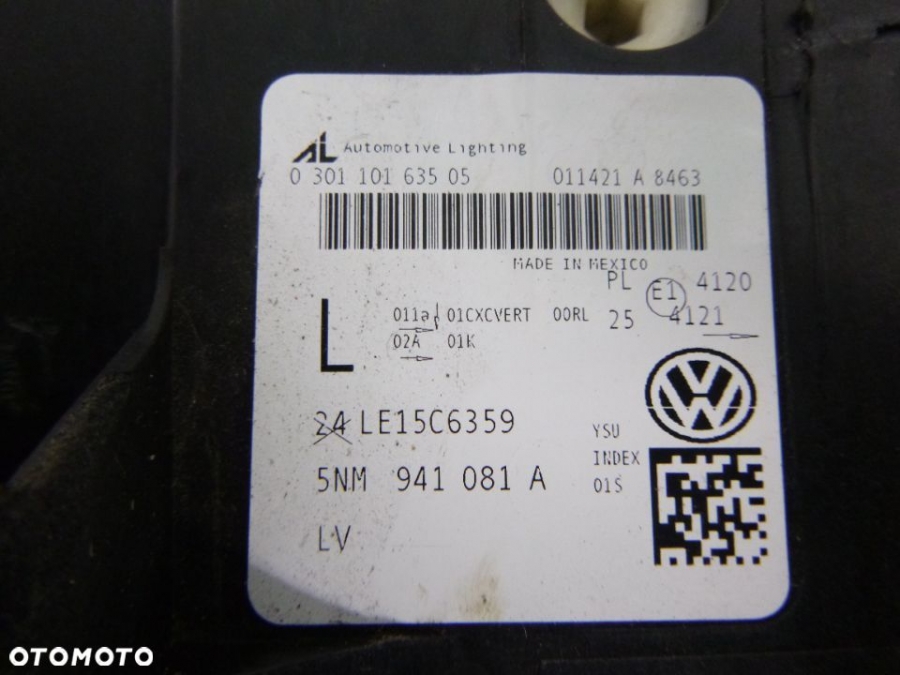 AL Automotive Lighting
0 301 101 635 05 011421 A 8463
MADE IN MEXICO
PL E1 4120
25 4121
011a 01CXCVERT 00RL
02A 01K
L
24 LE15C6359
YSU
INDEX
01S
5NM 941 081 A
LV
OTOMOTO